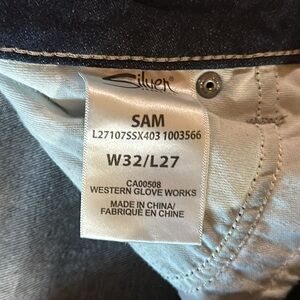 Silver
SAM
L27107SSX403 1003566
W32/L27
CA00508
WESTERN GLOVE WORKS
MADE IN CHINA/
FABRIQUÉ EN CHINE